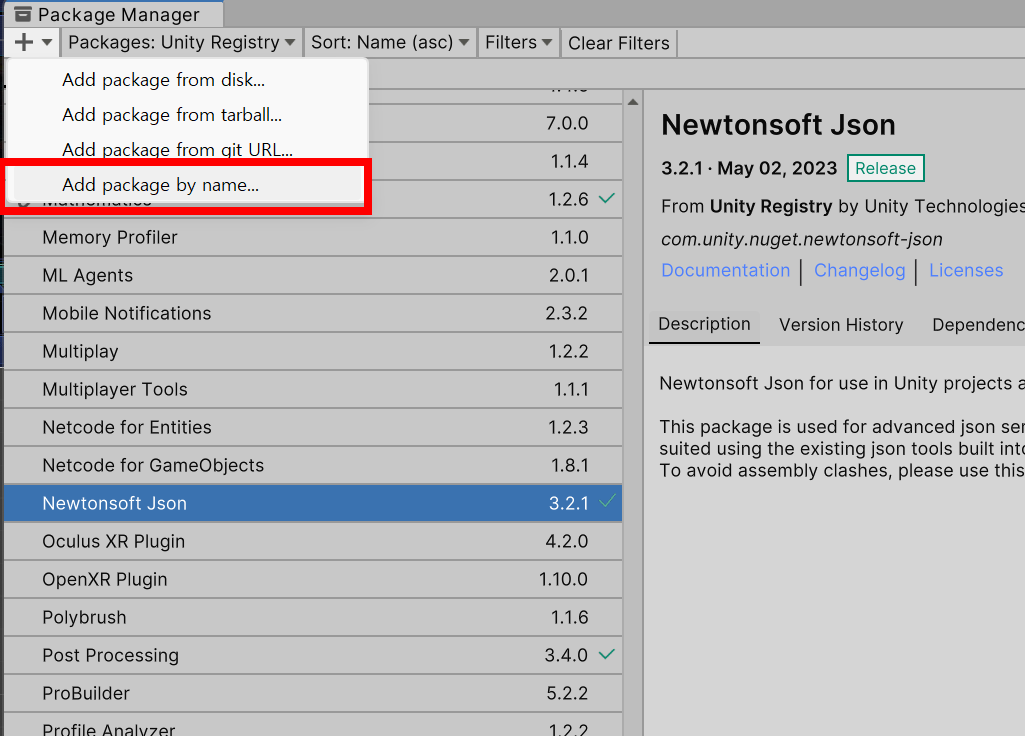 Package Manager
+ Packages: Unity Registry Sort: Name (asc) Filters Clear Filters
Add package from disk...
Add package from tarball...
Add package from git URL...
Add package by name...
7.0.0
1.1.4
Mathematics 1.2.6
Memory Profiler 1.1.0
ML Agents 2.0.1
Mobile Notifications 2.3.2
Multiplay 1.2.2
Multiplayer Tools 1.1.1
Netcode for Entities 1.2.3
Netcode for GameObjects 1.8.1
Newtonsoft Json 3.2.1
Oculus XR Plugin 4.2.0
OpenXR Plugin 1.10.0
Polybrush 1.1.6
Post Processing 3.4.0
ProBuilder 5.2.2
Profile Analyzer 1.2.2
Newtonsoft Json
3.2.1 · May 02, 2023 Release
From Unity Registry by Unity Technologies
com.unity.nuget.newtonsoft-json
Documentation | Changelog | Licenses
Description Version History Dependenc
Newtonsoft Json for use in Unity projects a
This package is used for advanced json ser
suited using the existing json tools built into
To avoid assembly clashes, please use this